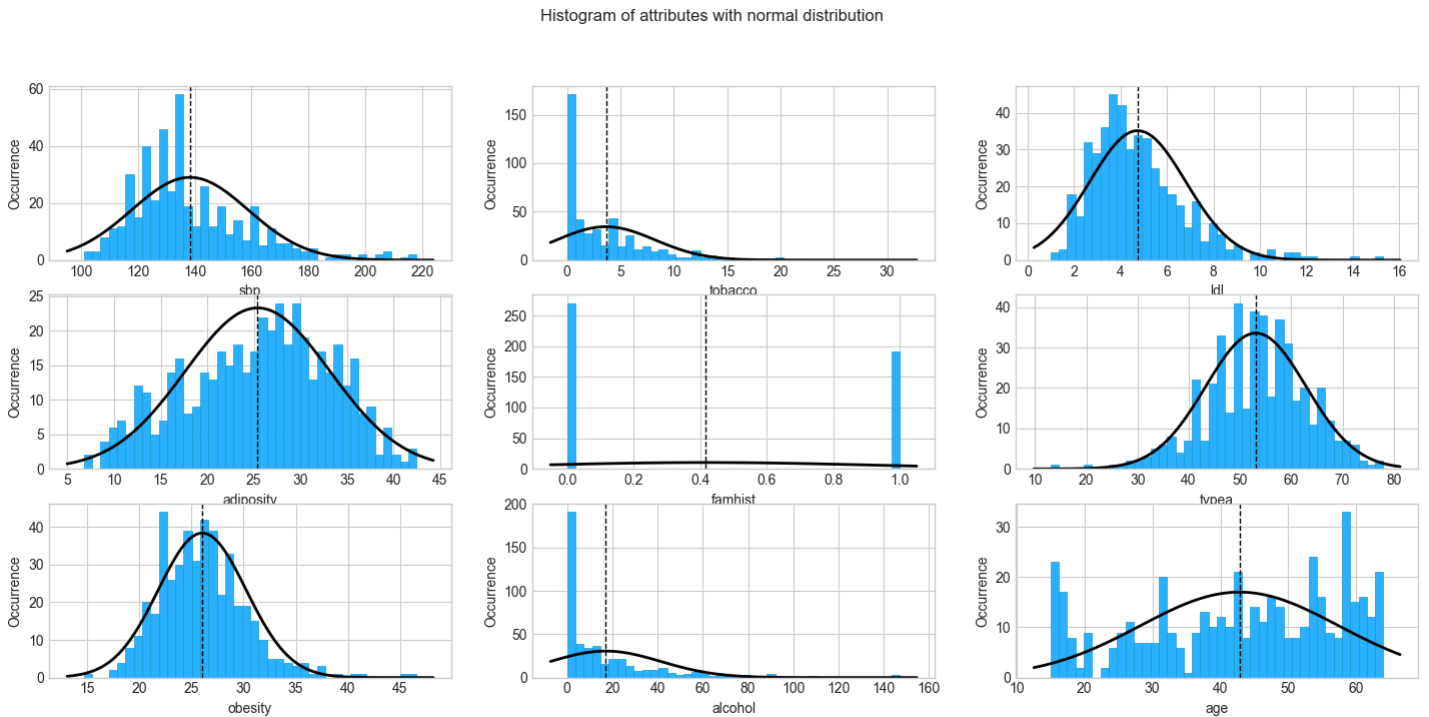 Histogram of attributes with normal distribution
60
40
20
0
Occurrence
100 120 140 160 180 200 220
sbp
150
100
50
0
Occurrence
0 5 10 15 20 25 30
tobacco
40
30
20
10
0
Occurrence
0 2 4 6 8 10 12 14 16
ldl
25
20
15
10
5
0
Occurrence
5 10 15 20 25 30 35 40 45
adiposity
250
200
150
100
50
0
Occurrence
0.0 0.2 0.4 0.6 0.8 1.0
famhist
40
30
20
10
0
Occurrence
10 20 30 40 50 60 70 80
typea
40
30
20
10
0
Occurrence
15 20 25 30 35 40 45
obesity
200
150
100
50
0
Occurrence
0 20 40 60 80 100 120 140 160
alcohol
30
20
10
0
Occurrence
10 20 30 40 50 60
age